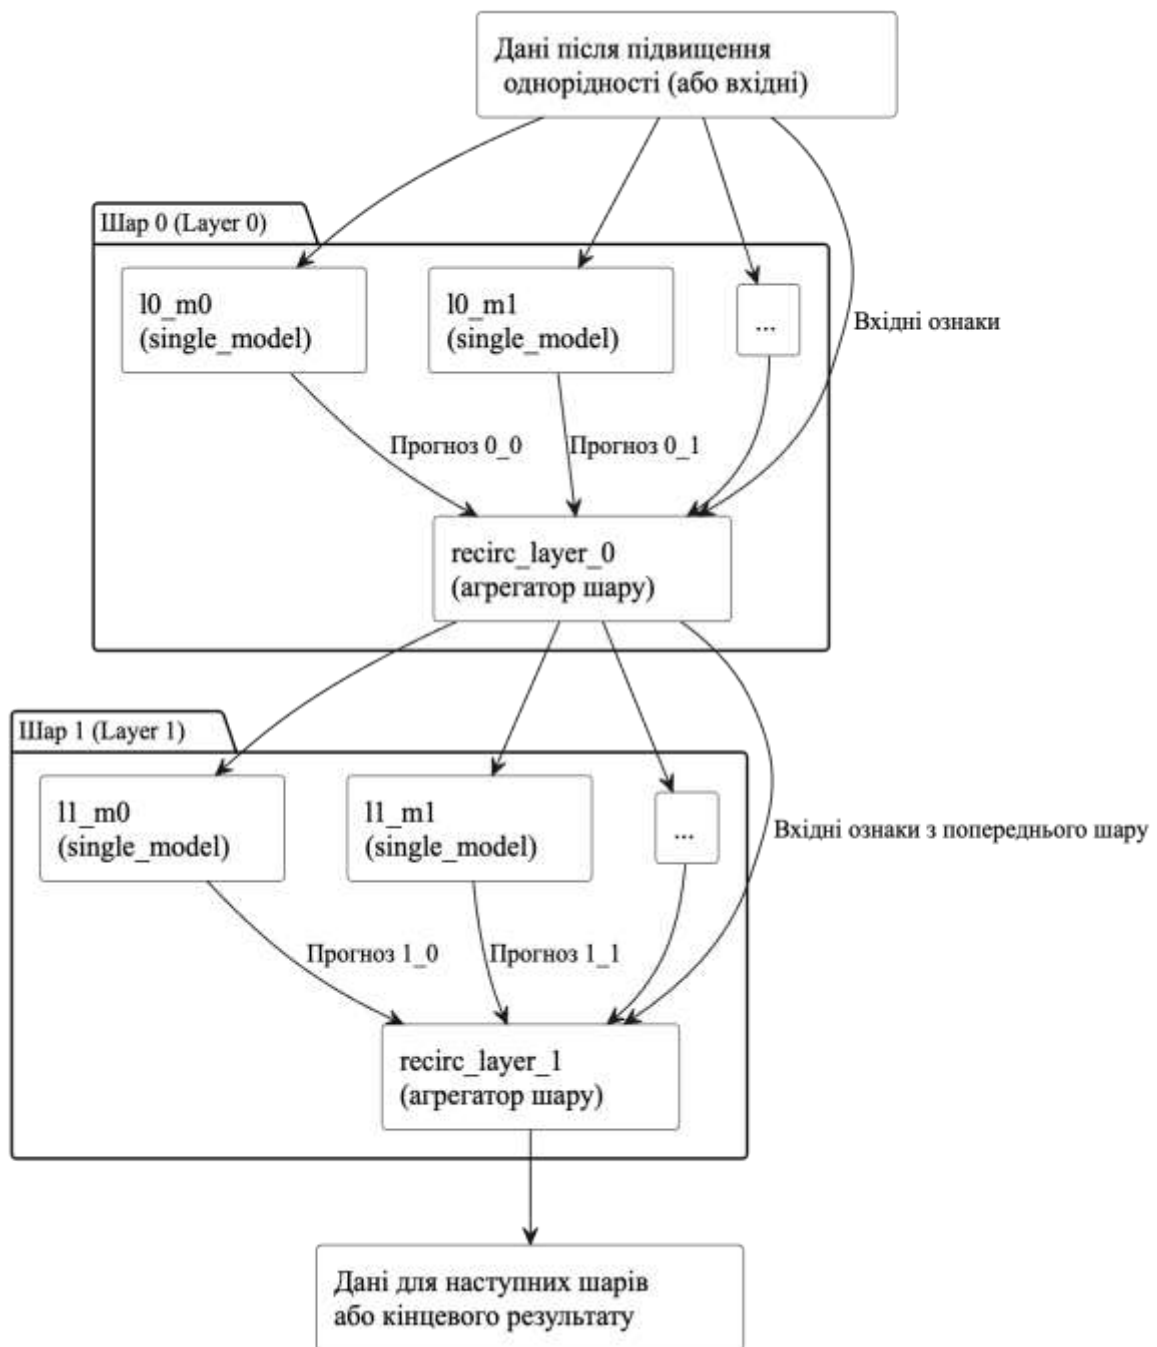 Дані після підвищення
однорідності (або вхідні)
Шар 0 (Layer 0)
l0_m0
(single_model)
l0_m1
(single_model)
...
Вхідні ознаки
Прогноз 0_0
Прогноз 0_1
recirc_layer_0
(агрегатор шару)
Шар 1 (Layer 1)
l1_m0
(single_model)
l1_m1
(single_model)
...
Вхідні ознаки з попереднього шару
Прогноз 1_0
Прогноз 1_1
recirc_layer_1
(агрегатор шару)
Дані для наступних шарів
або кінцевого результату